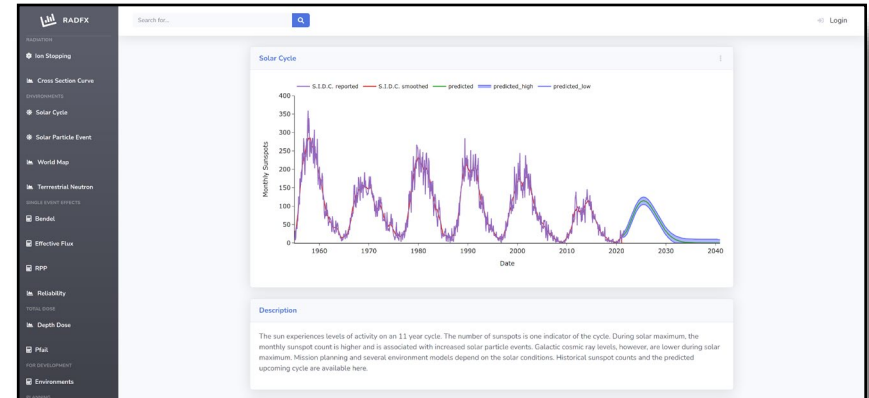 RADFX
Search for...
Login
RADIATION
Ion Stopping
Cross Section Curve
ENVIRONMENTS
Solar Cycle
Solar Particle Event
World Map
Terrrestrial Neutron
SINGLE EVENT EFFECTS
Bendel
Effective Flux
RPP
Reliability
TOTAL DOSE
Depth Dose
Pfail
FOR DEVELOPMENT
Environments
PLANNING
Solar Cycle
S.I.D.C. reported S.I.D.C. smoothed predicted predicted_high predicted_low
400
350
300
250
200
150
100
50
0
Monthly Sunspots
1960 1970 1980 1990 2000 2010 2020 2030 2040
Date
Description
The sun experiences levels of activity on an 11 year cycle. The number of sunspots is one indicator of the cycle. During solar maximum, the
monthly sunspot count is higher and is associated with increased solar particle events. Galactic cosmic ray levels, however, are lower during solar
maximum. Mission planning and several environment models depend on the solar conditions. Historical sunspot counts and the predicted
upcoming cycle are available here.